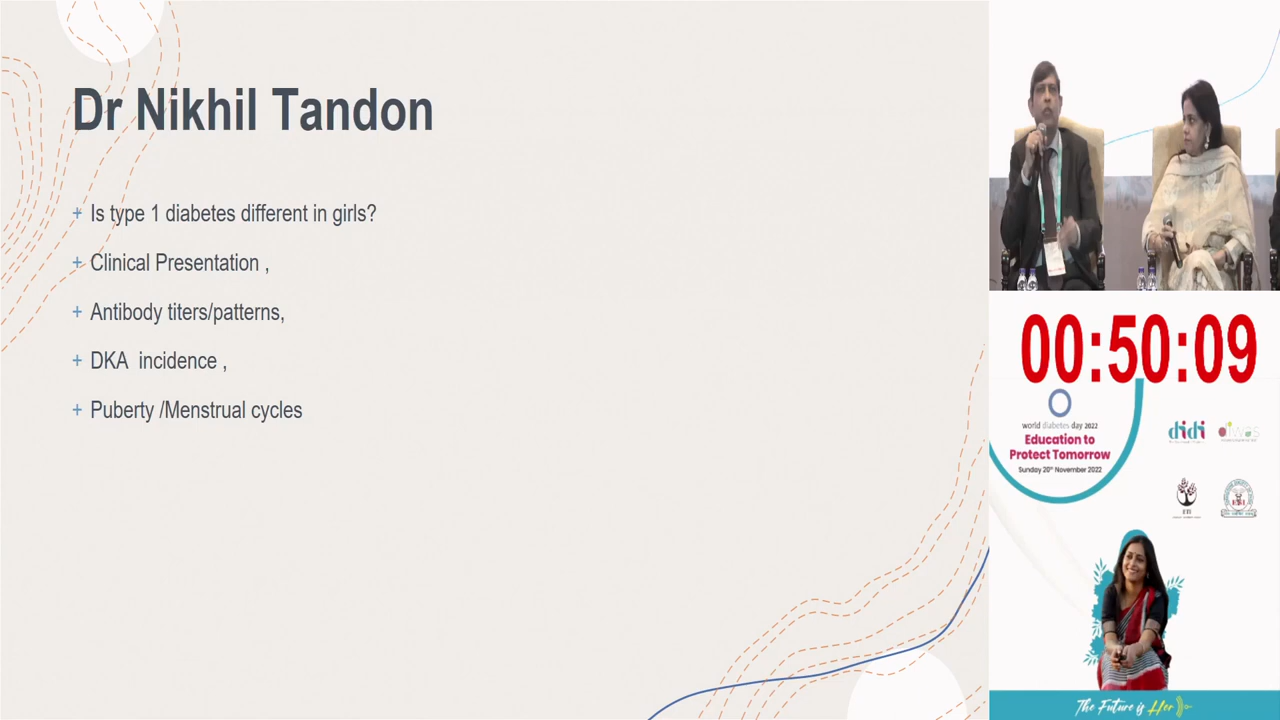 Dr Nikhil Tandon
+ Is type 1 diabetes different in girls?
+ Clinical Presentation ,
+ Antibody titers/patterns,
+ DKA incidence ,
+ Puberty /Menstrual cycles
00:50:09
world diabetes day 2022
Education to
Protect Tomorrow
Sunday 20th November 2022
didi
The Future is Her